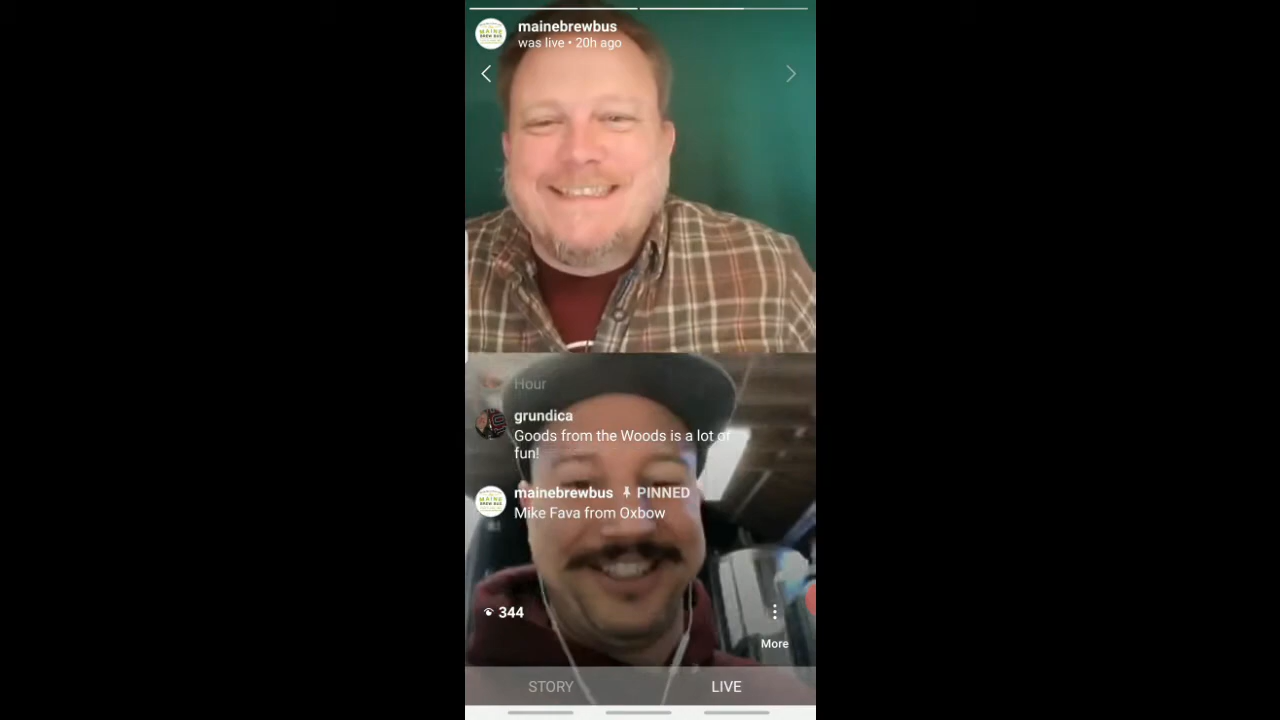 mainebrewbus
was live • 20h ago
Hour
grundica
Goods from the Woods is a lot of
fun!
mainebrewbus PINNED
Mike Fava from Oxbow
344
More
STORY
LIVE